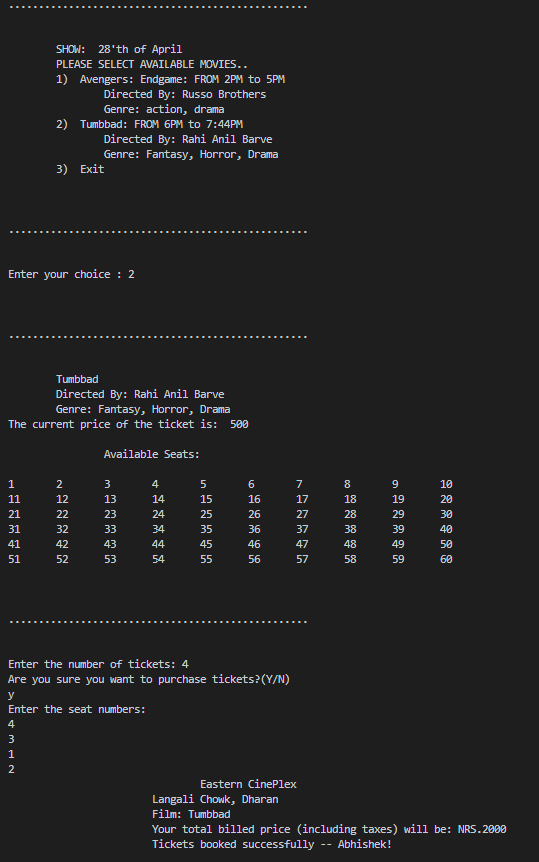 ..................................................
SHOW:  28'th of April
PLEASE SELECT AVAILABLE MOVIES..
1)  Avengers: Endgame: FROM 2PM to 5PM
Directed By: Russo Brothers
Genre: action, drama
2)  Tumbbad: FROM 6PM to 7:44PM
Directed By: Rahi Anil Barve
Genre: Fantasy, Horror, Drama
3)  Exit
..................................................
Enter your choice : 2
..................................................
Tumbbad
Directed By: Rahi Anil Barve
Genre: Fantasy, Horror, Drama
The current price of the ticket is:  500
Available Seats:
1 2 3 4 5 6 7 8 9 10
11 12 13 14 15 16 17 18 19 20
21 22 23 24 25 26 27 28 29 30
31 32 33 34 35 36 37 38 39 40
41 42 43 44 45 46 47 48 49 50
51 52 53 54 55 56 57 58 59 60
..................................................
Enter the number of tickets: 4
Are you sure you want to purchase tickets?(Y/N)
y
Enter the seat numbers:
4
3
1
2
Eastern CinePlex
Langali Chowk, Dharan
Film: Tumbbad
Your total billed price (including taxes) will be: NRS.2000
Tickets booked successfully -- Abhishek!